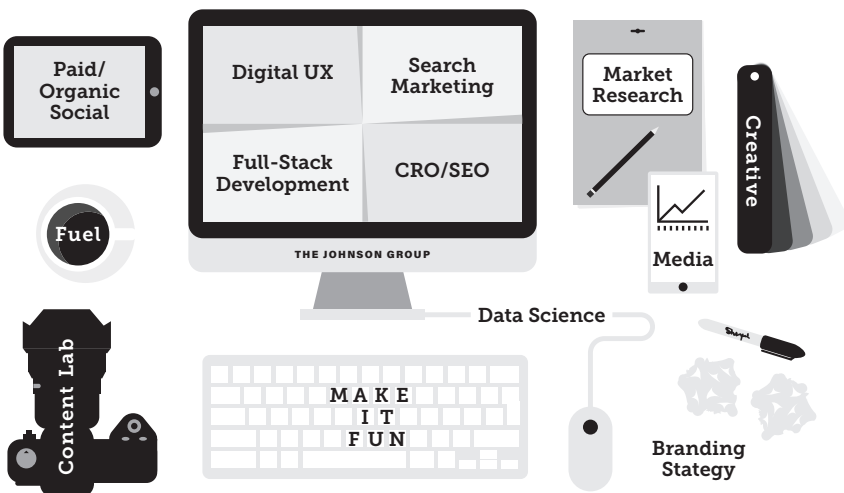 Paid/
Organic
Social
Digital UX
Search
Marketing
Full-Stack
Development
CRO/SEO
THE JOHNSON GROUP
Market
Research
Creative
Media
Fuel
Data Science
Content Lab
MAKE
IT
FUN
Branding
Stategy